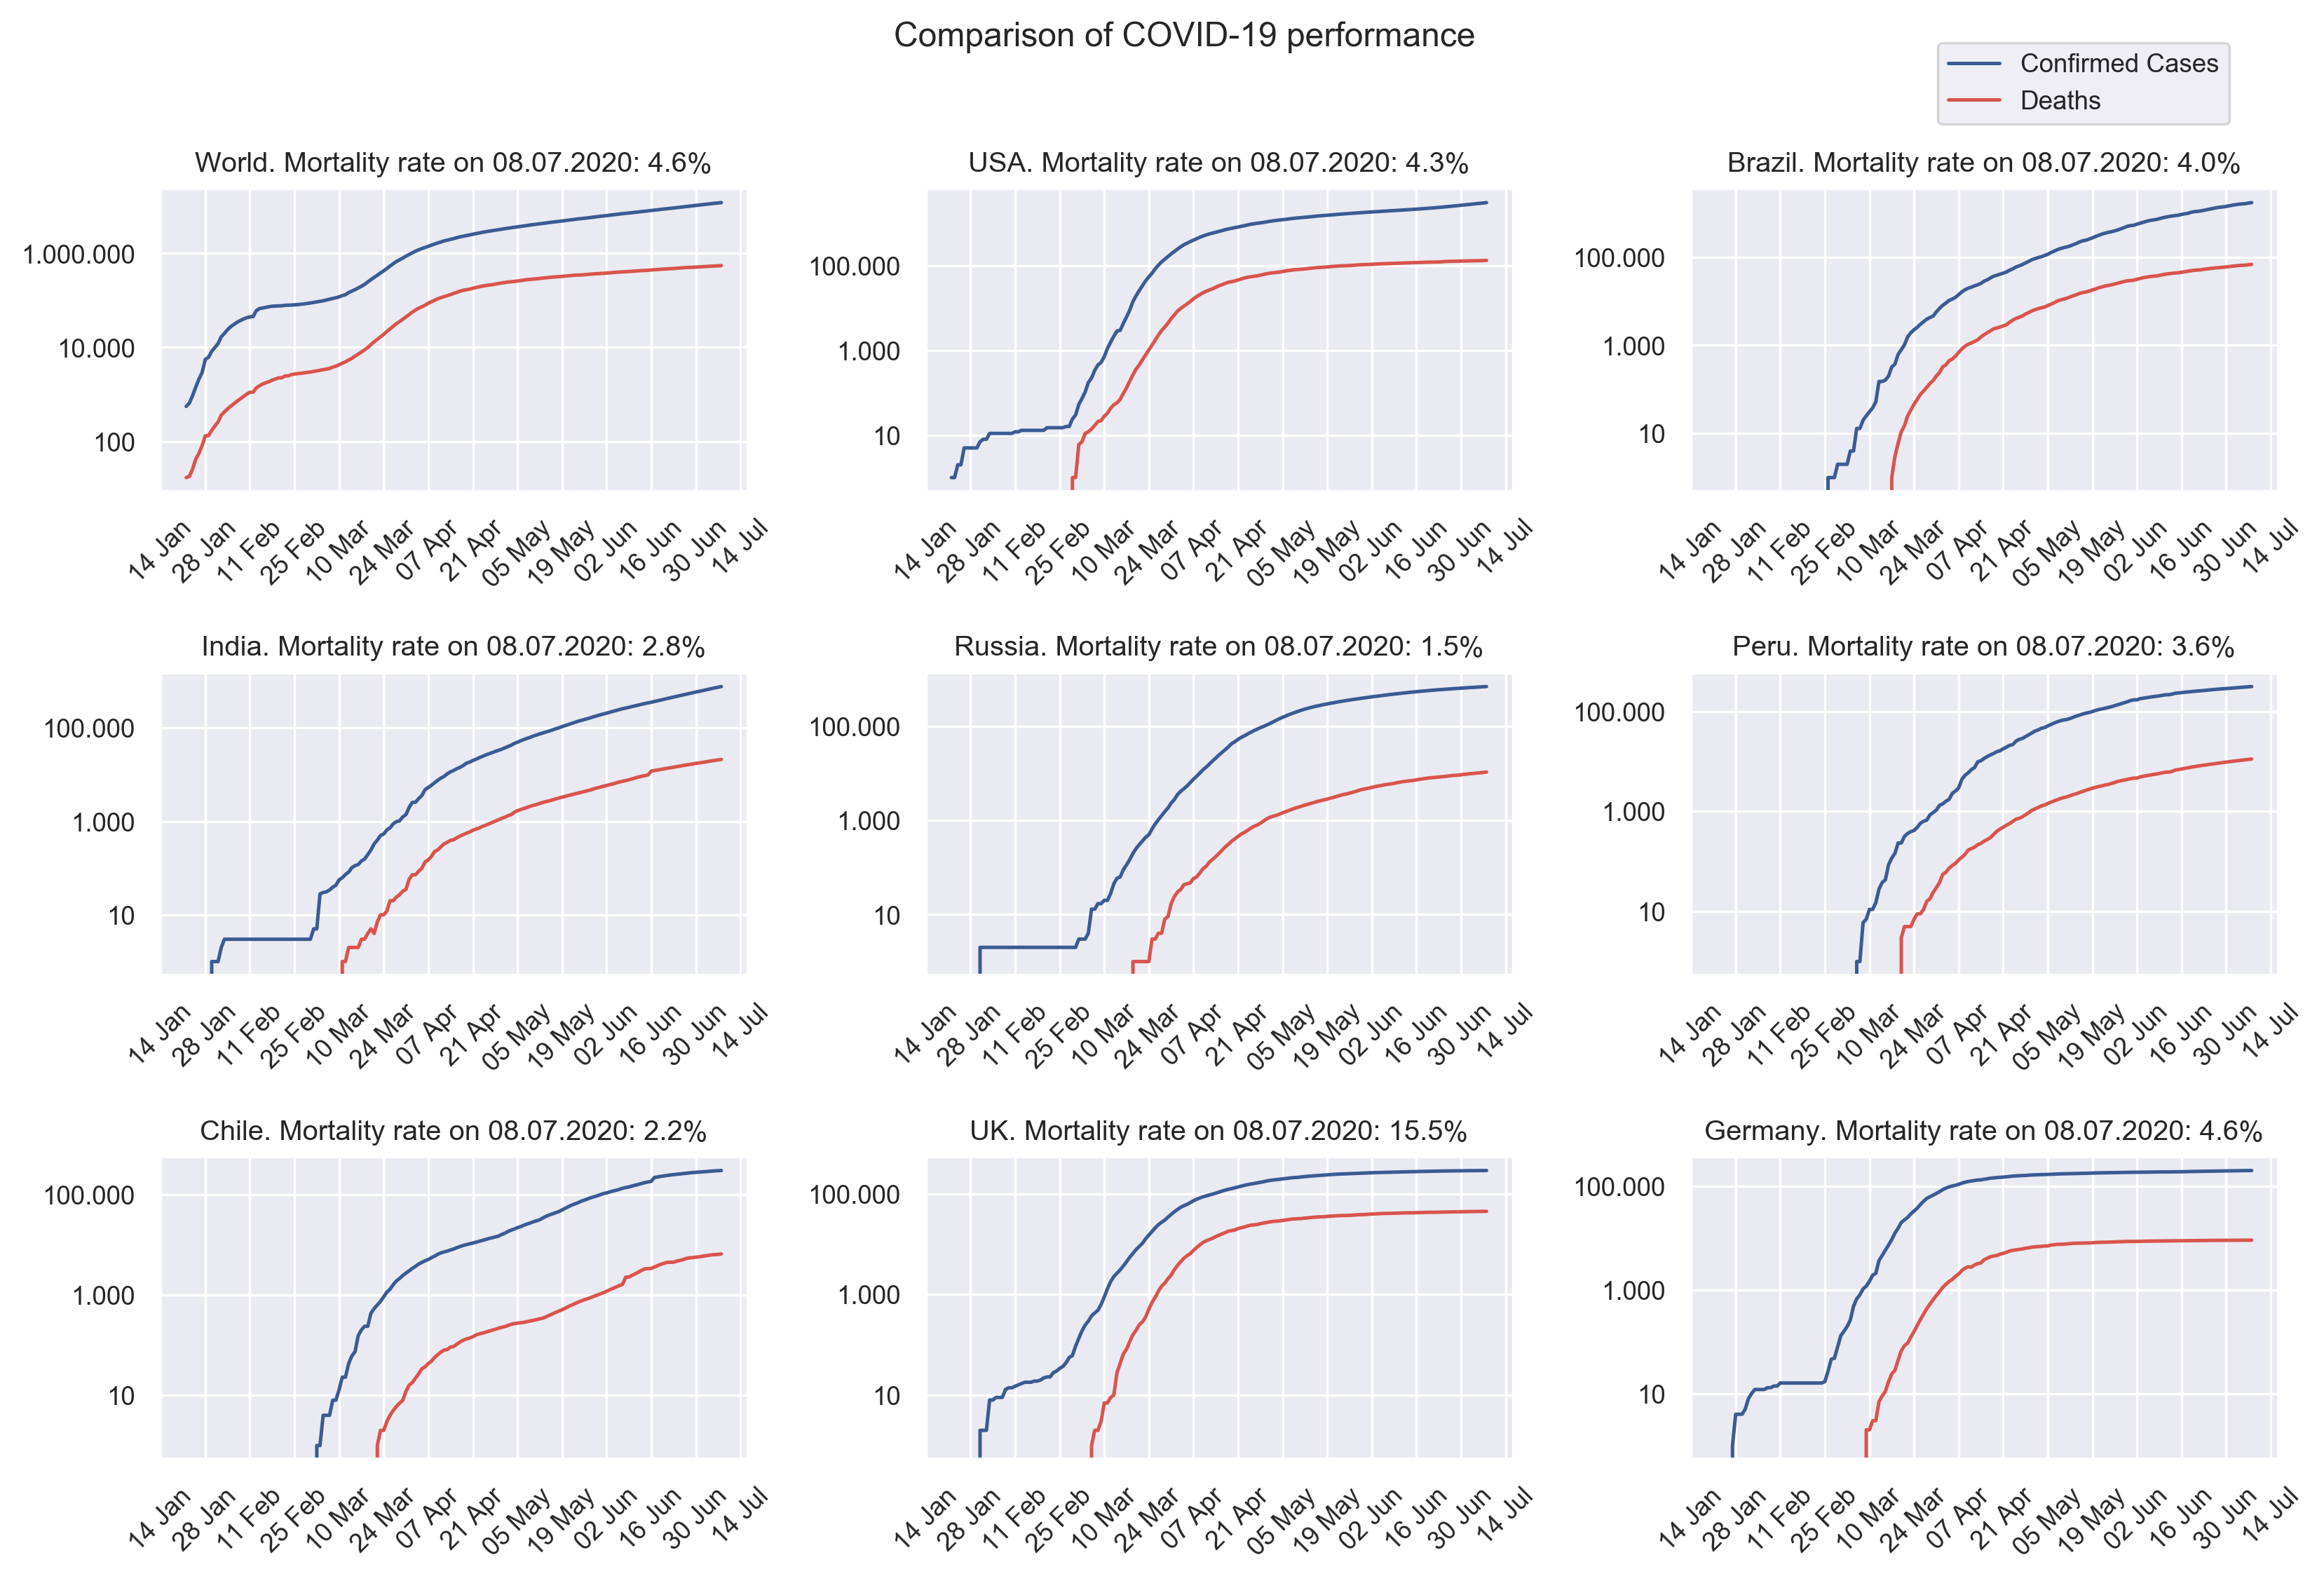 Comparison of COVID-19 performance
Confirmed Cases
Deaths
World. Mortality rate on 08.07.2020: 4.6%
1.000.000
10.000
100
14 Jan
28 Jan
11 Feb
25 Feb
10 Mar
24 Mar
07 Apr
21 Apr
05 May
19 May
02 Jun
16 Jun
30 Jun
14 Jul
USA. Mortality rate on 08.07.2020: 4.3%
100.000
1.000
10
14 Jan
28 Jan
11 Feb
25 Feb
10 Mar
24 Mar
07 Apr
21 Apr
05 May
19 May
02 Jun
16 Jun
30 Jun
14 Jul
Brazil. Mortality rate on 08.07.2020: 4.0%
100.000
1.000
10
14 Jan
28 Jan
11 Feb
25 Feb
10 Mar
24 Mar
07 Apr
21 Apr
05 May
19 May
02 Jun
16 Jun
30 Jun
14 Jul
India. Mortality rate on 08.07.2020: 2.8%
100.000
1.000
10
14 Jan
28 Jan
11 Feb
25 Feb
10 Mar
24 Mar
07 Apr
21 Apr
05 May
19 May
02 Jun
16 Jun
30 Jun
14 Jul
Russia. Mortality rate on 08.07.2020: 1.5%
100.000
1.000
10
14 Jan
28 Jan
11 Feb
25 Feb
10 Mar
24 Mar
07 Apr
21 Apr
05 May
19 May
02 Jun
16 Jun
30 Jun
14 Jul
Peru. Mortality rate on 08.07.2020: 3.6%
100.000
1.000
10
14 Jan
28 Jan
11 Feb
25 Feb
10 Mar
24 Mar
07 Apr
21 Apr
05 May
19 May
02 Jun
16 Jun
30 Jun
14 Jul
Chile. Mortality rate on 08.07.2020: 2.2%
100.000
1.000
10
14 Jan
28 Jan
11 Feb
25 Feb
10 Mar
24 Mar
07 Apr
21 Apr
05 May
19 May
02 Jun
16 Jun
30 Jun
14 Jul
UK. Mortality rate on 08.07.2020: 15.5%
100.000
1.000
10
14 Jan
28 Jan
11 Feb
25 Feb
10 Mar
24 Mar
07 Apr
21 Apr
05 May
19 May
02 Jun
16 Jun
30 Jun
14 Jul
Germany. Mortality rate on 08.07.2020: 4.6%
100.000
1.000
10
14 Jan
28 Jan
11 Feb
25 Feb
10 Mar
24 Mar
07 Apr
21 Apr
05 May
19 May
02 Jun
16 Jun
30 Jun
14 Jul